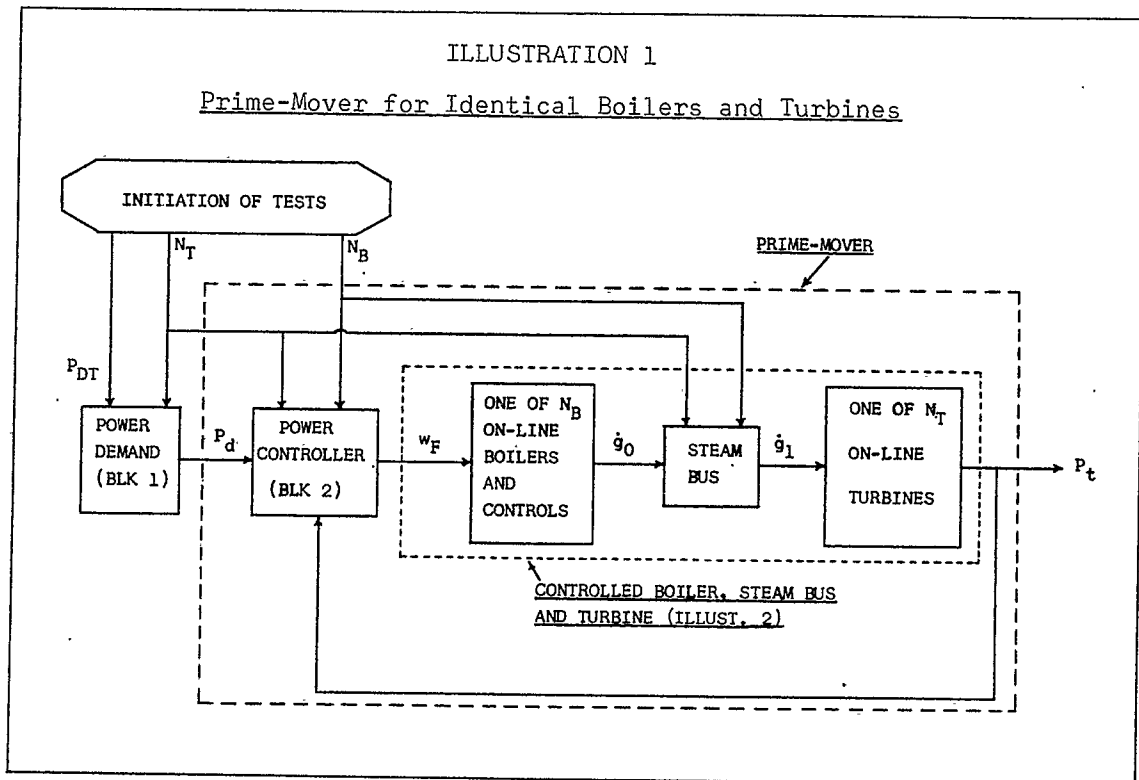 ILLUSTRATION 1
Prime-Mover for Identical Boilers and Turbines
INITIATION OF TESTS
N_T
N_B
PRIME-MOVER
P_DT
POWER
DEMAND
(BLK 1)
P_d
POWER
CONTROLLER
(BLK 2)
w_F
ONE OF N_B
ON-LINE
BOILERS
AND
CONTROLS
ġ_0
STEAM
BUS
ġ_1
ONE OF N_T
ON-LINE
TURBINES
P_t
CONTROLLED BOILER, STEAM BUS
AND TURBINE (ILLUST. 2)